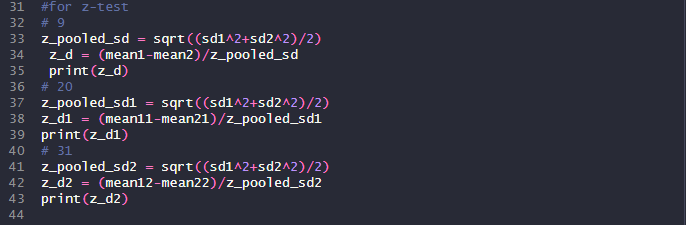 31 #for z-test
32 # 9
33 z_pooled_sd = sqrt((sd1^2+sd2^2)/2)
34  z_d = (mean1-mean2)/z_pooled_sd
35  print(z_d)
36 # 20
37 z_pooled_sd1 = sqrt((sd1^2+sd2^2)/2)
38 z_d1 = (mean11-mean21)/z_pooled_sd1
39 print(z_d1)
40 # 31
41 z_pooled_sd2 = sqrt((sd1^2+sd2^2)/2)
42 z_d2 = (mean12-mean22)/z_pooled_sd2
43 print(z_d2)
44